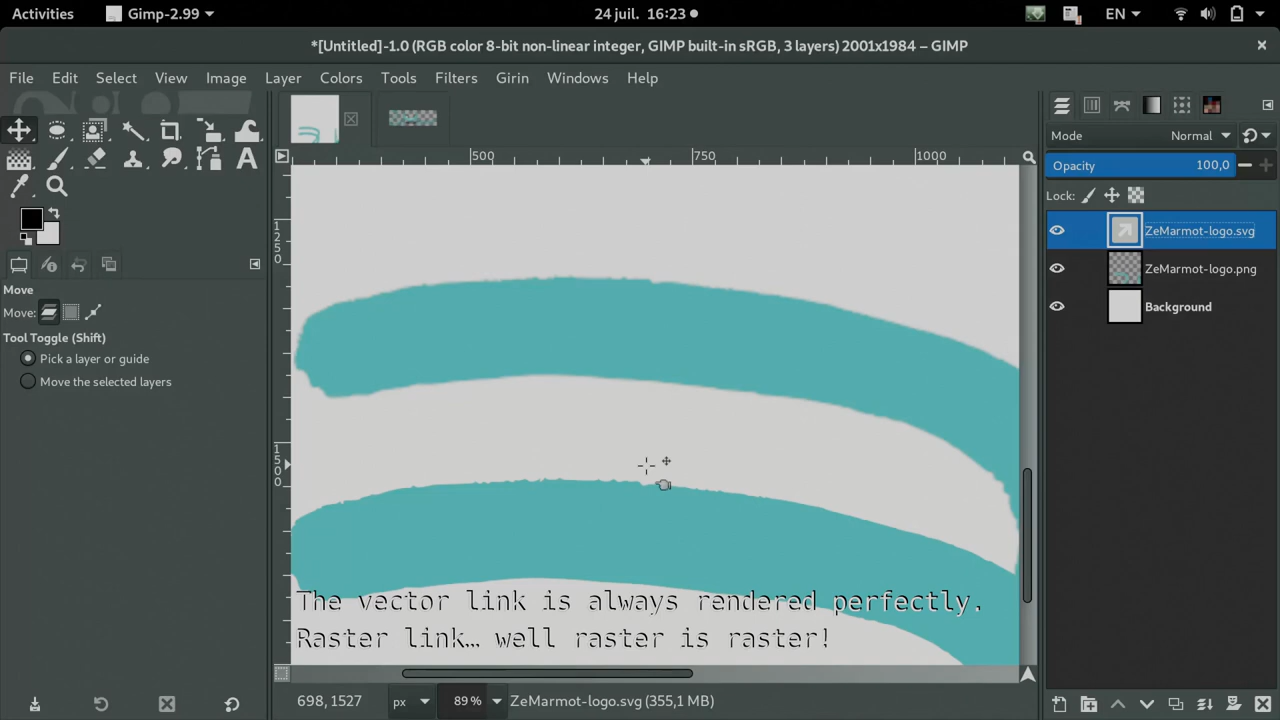 Activities
Gimp-2.99
24 juil. 16:23
EN
*[Untitled]-1.0 (RGB color 8-bit non-linear integer, GIMP built-in sRGB, 3 layers) 2001x1984 – GIMP
File Edit Select View Image Layer Colors Tools Filters Girin Windows Help
Mode Normal
500 750 1000
Opacity 100,0
Lock:
1250
ZeMarmot-logo.svg
ZeMarmot-logo.png
Move
Background
Move:
Tool Toggle (Shift)
Pick a layer or guide
Move the selected layers
1500
The vector link is always rendered perfectly.
Raster link… well raster is raster!
698, 1527 px 89 % ZeMarmot-logo.svg (355,1 MB)